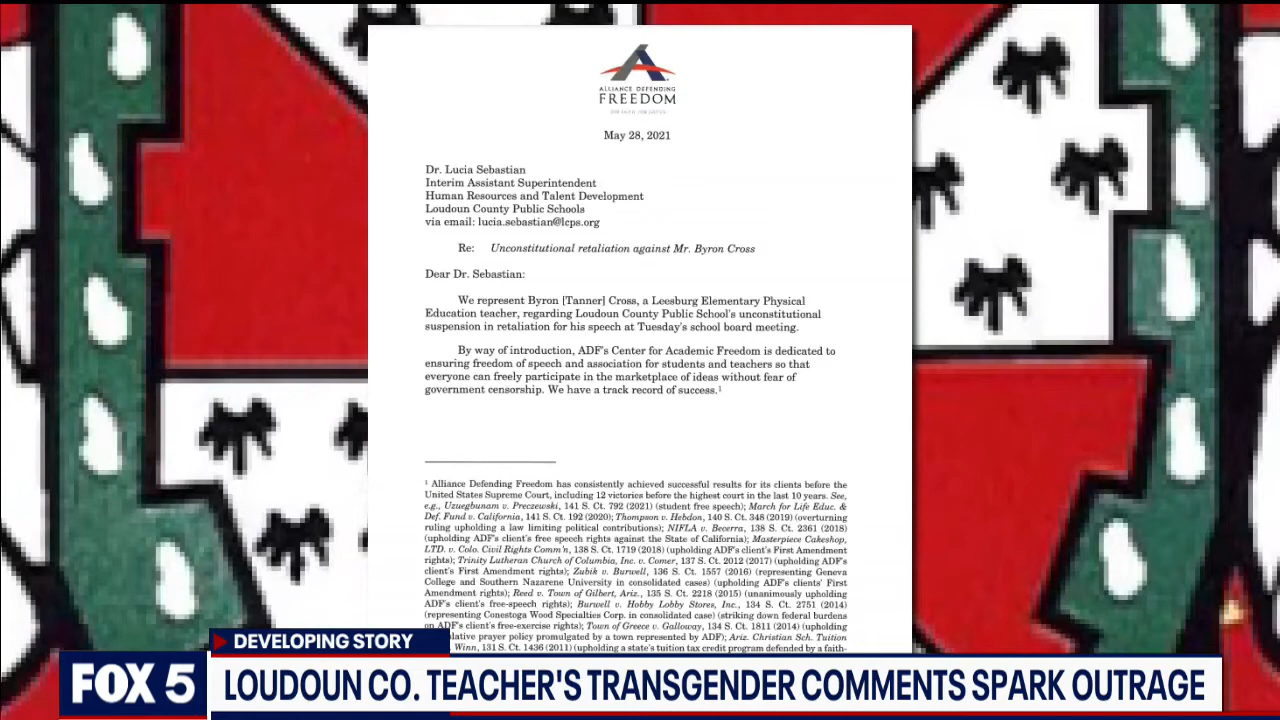 ALLIANCE DEFENDING
FREEDOM
FOR FAITH. FOR JUSTICE.
May 28, 2021
Dr. Lucia Sebastian
Interim Assistant Superintendent
Human Resources and Talent Development
Loudoun County Public Schools
via email: lucia.sebastian@lcps.org
Re: Unconstitutional retaliation against Mr. Byron Cross
Dear Dr. Sebastian:
We represent Byron [Tanner] Cross, a Leesburg Elementary Physical
Education teacher, regarding Loudoun County Public School's unconstitutional
suspension in retaliation for his speech at Tuesday's school board meeting.
By way of introduction, ADF's Center for Academic Freedom is dedicated to
ensuring freedom of speech and association for students and teachers so that
everyone can freely participate in the marketplace of ideas without fear of
government censorship. We have a track record of success.¹
¹ Alliance Defending Freedom has consistently achieved successful results for its clients before the
United States Supreme Court, including 12 victories before the highest court in the last 10 years. See,
e.g., Uzuegbunam v. Preczewski, 141 S. Ct. 792 (2021) (student free speech); March for Life Educ. &
Def. Fund v. California, 141 S. Ct. 192 (2020); Thompson v. Hebdon, 140 S. Ct. 348 (2019) (overturning
ruling upholding a law limiting political contributions); NIFLA v. Becerra, 138 S. Ct. 2361 (2018)
(upholding ADF's client's free speech rights against the State of California); Masterpiece Cakeshop,
LTD. v. Colo. Civil Rights Comm'n, 138 S. Ct. 1719 (2018) (upholding ADF's client's First Amendment
rights); Trinity Lutheran Church of Columbia, Inc. v. Comer, 137 S. Ct. 2012 (2017) (upholding ADF's
client's First Amendment rights); Zubik v. Burwell, 136 S. Ct. 1557 (2016) (representing Geneva
College and Southern Nazarene University in consolidated cases) (upholding ADF's clients' First
Amendment rights); Reed v. Town of Gilbert, Ariz., 135 S. Ct. 2218 (2015) (unanimously upholding
ADF's client's free-speech rights); Burwell v. Hobby Lobby Stores, Inc., 134 S. Ct. 2751 (2014)
(representing Conestoga Wood Specialties Corp. in consolidated case) (striking down federal burdens
on ADF's client's free-exercise rights); Town of Greece v. Galloway, 134 S. Ct. 1811 (2014) (upholding
lative prayer policy promulgated by a town represented by ADF); Ariz. Christian Sch. Tuition
Winn, 131 S. Ct. 1436 (2011) (upholding a state's tuition tax credit program defended by a faith-
DEVELOPING STORY
FOX 5
LOUDOUN CO. TEACHER'S TRANSGENDER COMMENTS SPARK OUTRAGE